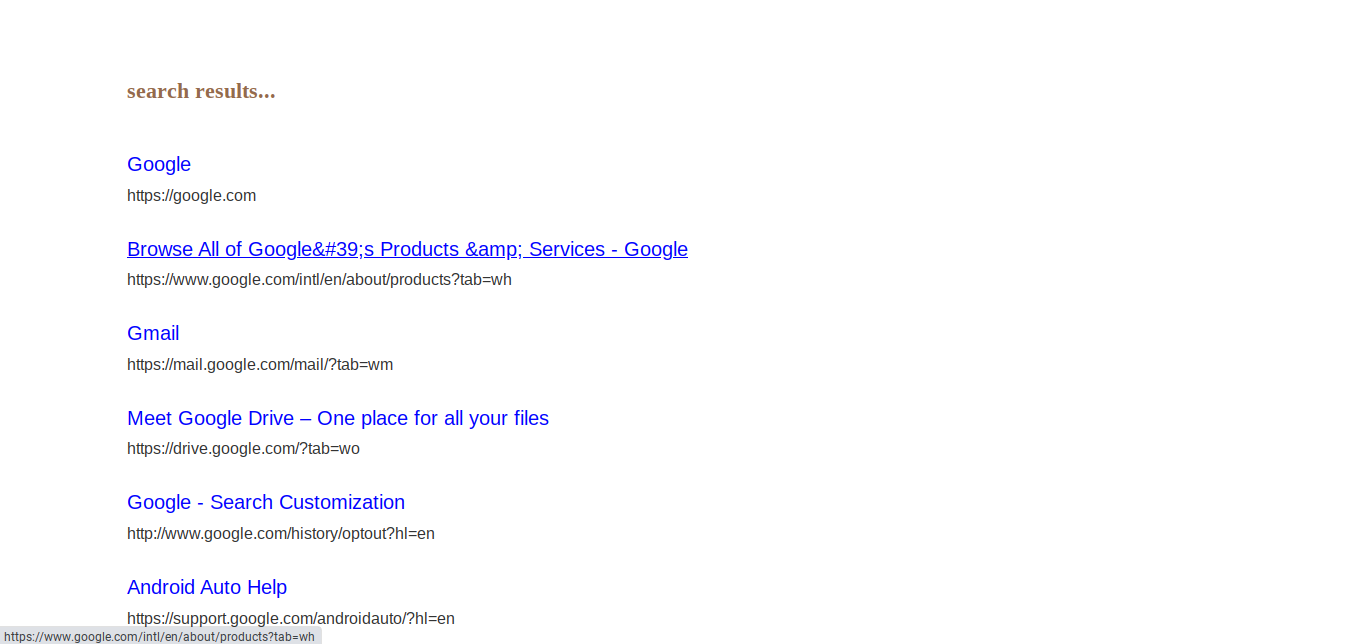 search results...
Google
https://google.com
Browse All of Google&#39;s Products &amp; Services - Google
https://www.google.com/intl/en/about/products?tab=wh
Gmail
https://mail.google.com/mail/?tab=wm
Meet Google Drive – One place for all your files
https://drive.google.com/?tab=wo
Google - Search Customization
http://www.google.com/history/optout?hl=en
Android Auto Help
https://support.google.com/androidauto/?hl=en
https://www.google.com/intl/en/about/products?tab=wh